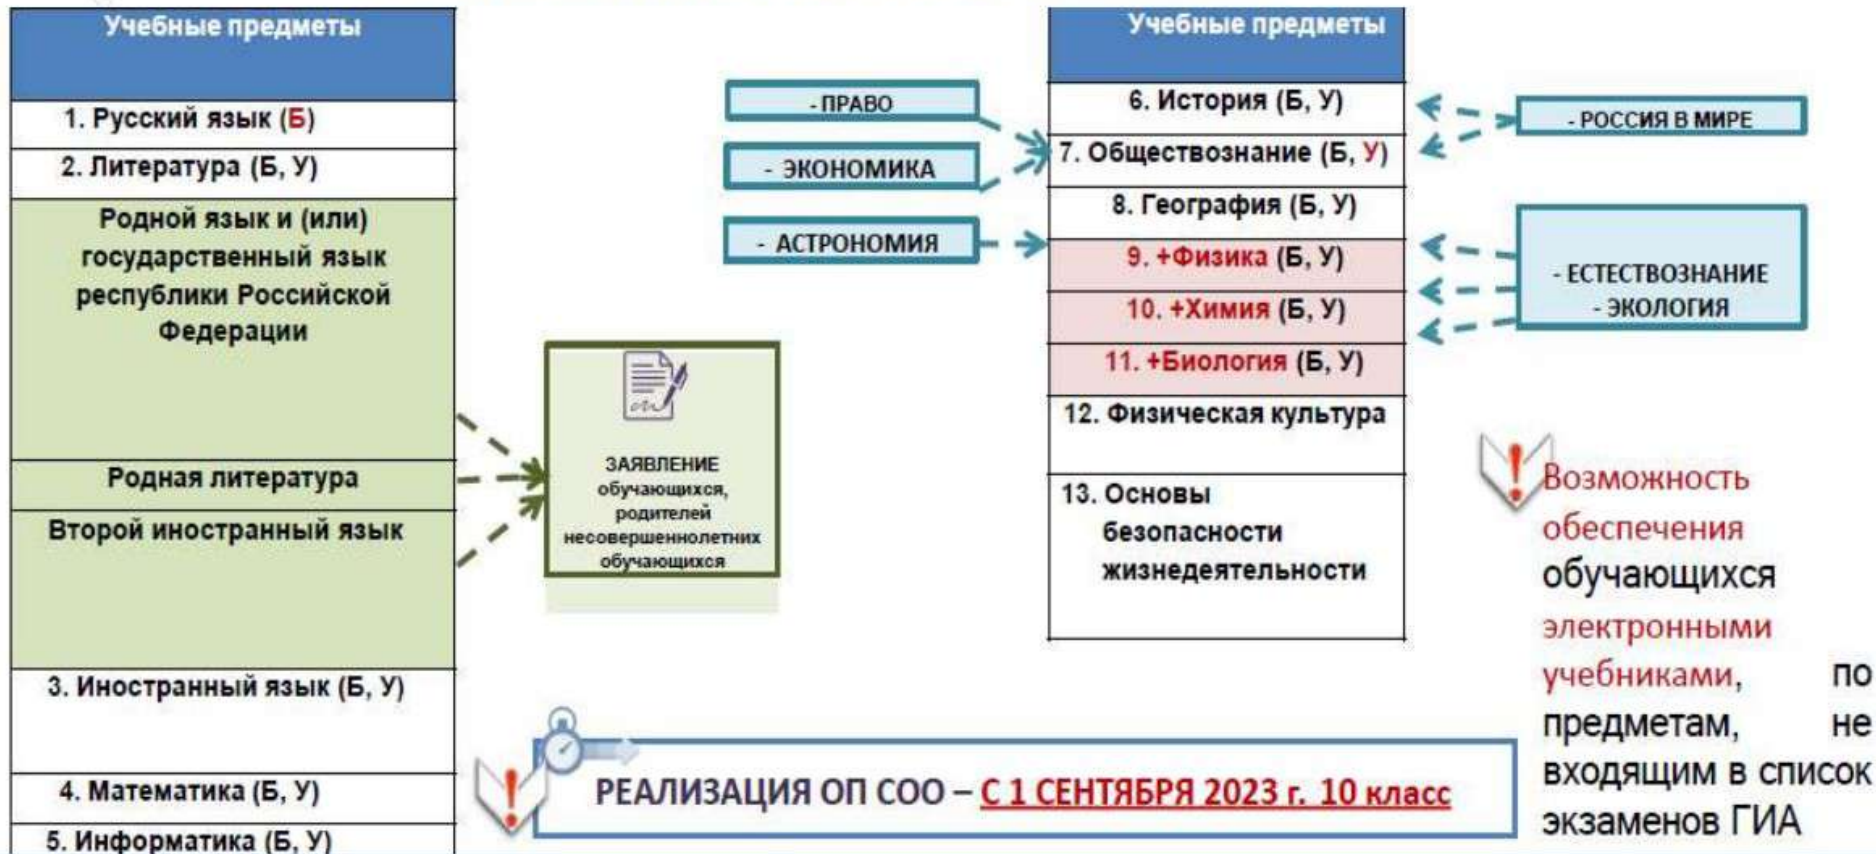 Учебные предметы
1. Русский язык (Б)
2. Литература (Б, У)
Родной язык и (или)
государственный язык
республики Российской
Федерации
Родная литература
Второй иностранный язык
3. Иностранный язык (Б, У)
4. Математика (Б, У)
5. Информатика (Б, У)
ЗАЯВЛЕНИЕ
обучающихся,
родителей
несовершеннолетних
обучающихся
- ПРАВО
- ЭКОНОМИКА
- АСТРОНОМИЯ
Учебные предметы
6. История (Б, У)
7. Обществознание (Б, У)
8. География (Б, У)
9. +Физика (Б, У)
10. +Химия (Б, У)
11. +Биология (Б, У)
12. Физическая культура
13. Основы
безопасности
жизнедеятельности
- РОССИЯ В МИРЕ
- ЕСТЕСТВОЗНАНИЕ
- ЭКОЛОГИЯ
Возможность
обеспечения
обучающихся
электронными
учебниками, по
предметам, не
входящим в список
экзаменов ГИА
РЕАЛИЗАЦИЯ ОП СОО – С 1 СЕНТЯБРЯ 2023 г. 10 класс